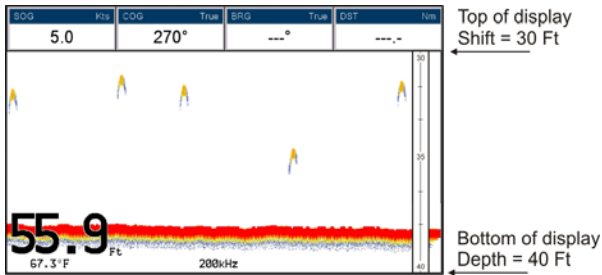 SOG Kts COG True BRG True DST Nm
5.0 270° ---° ---.-
Top of display
Shift = 30 Ft
30
35
55.9 Ft
67.3°F 200kHz
40
Bottom of display
Depth = 40 Ft